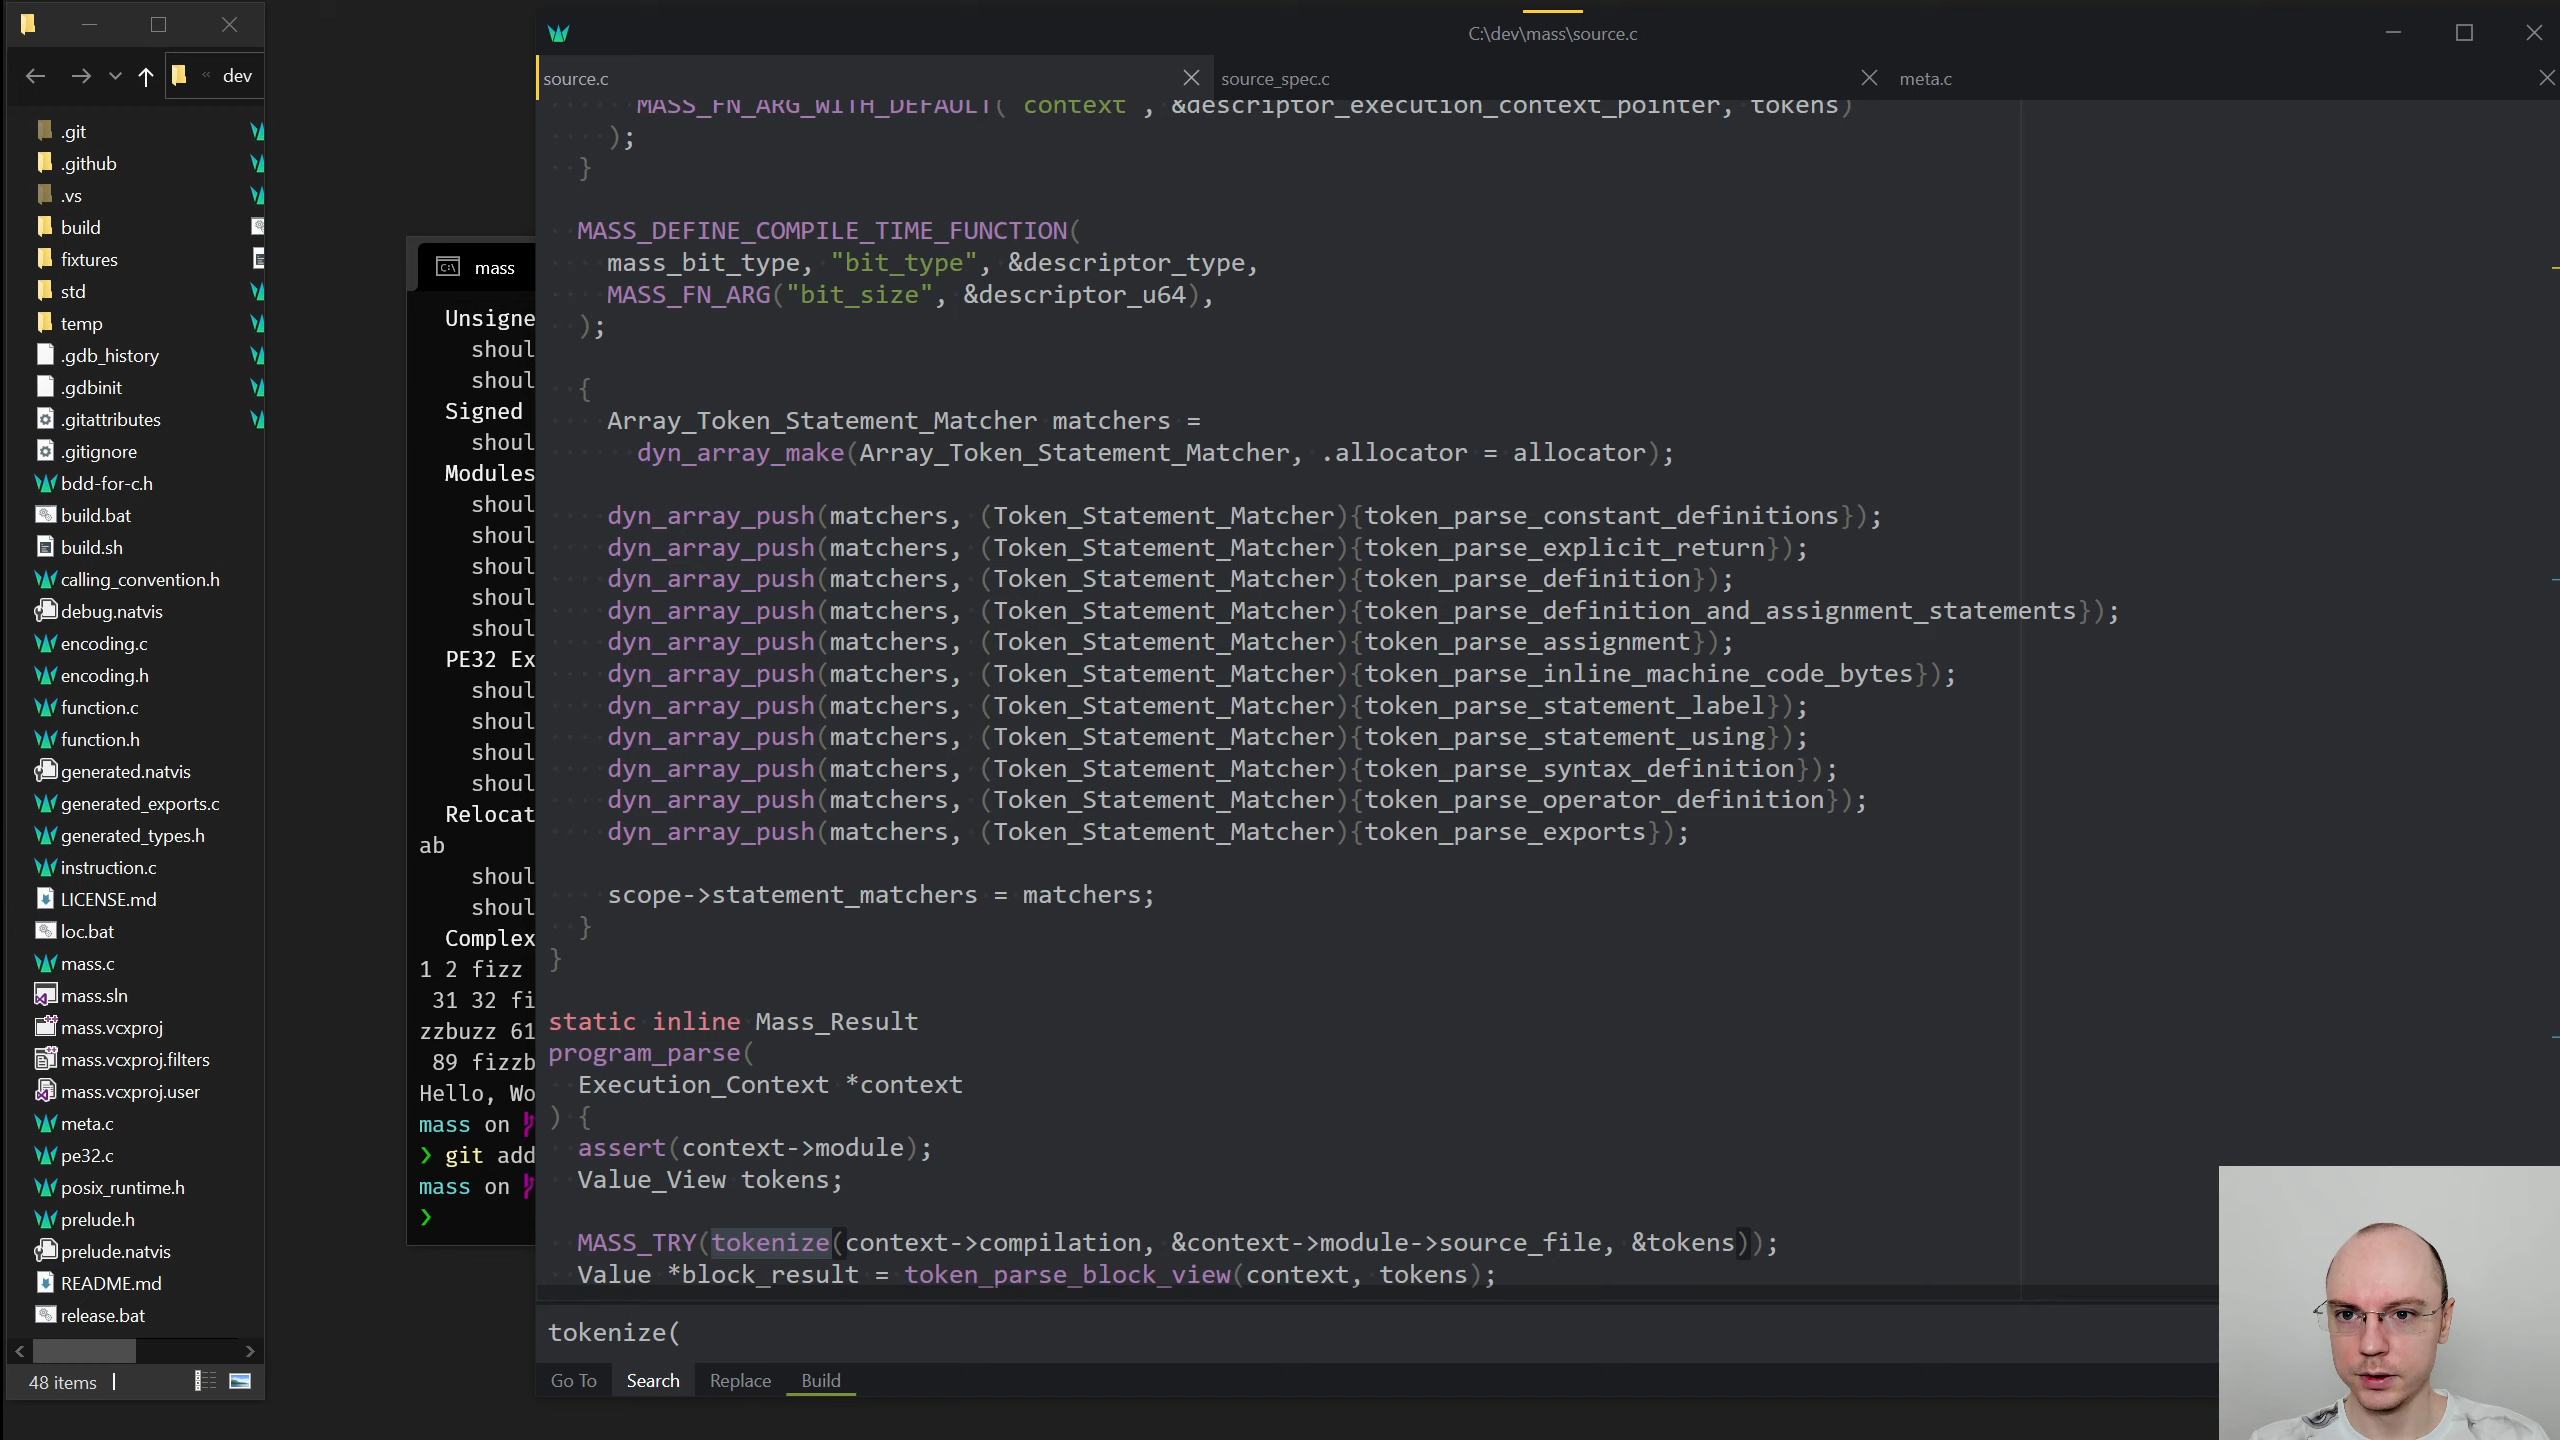 C:\dev\mass\source.c
« dev
source.c
source_spec.c
meta.c
.git
.github
.vs
build
fixtures
std
temp
.gdb_history
.gdbinit
.gitattributes
.gitignore
bdd-for-c.h
build.bat
build.sh
calling_convention.h
debug.natvis
encoding.c
encoding.h
function.c
function.h
generated.natvis
generated_exports.c
generated_types.h
instruction.c
LICENSE.md
loc.bat
mass.c
mass.sln
mass.vcxproj
mass.vcxproj.filters
mass.vcxproj.user
meta.c
pe32.c
posix_runtime.h
prelude.h
prelude.natvis
README.md
release.bat
48 items
mass
Unsigne
shoul
shoul
Signed
shoul
Modules
shoul
shoul
shoul
shoul
shoul
PE32 Ex
shoul
shoul
shoul
shoul
Relocat
ab
shoul
shoul
Complex
1 2 fizz
31 32 fi
zzbuzz 61
89 fizzb
Hello, Wo
mass on
❯ git add
mass on
❯
MASS_FN_ARG_WITH_DEFAULT("context", &descriptor_execution_context_pointer, tokens)
);
}
MASS_DEFINE_COMPILE_TIME_FUNCTION(
mass_bit_type, "bit_type", &descriptor_type,
MASS_FN_ARG("bit_size", &descriptor_u64),
);
{
Array_Token_Statement_Matcher matchers =
dyn_array_make(Array_Token_Statement_Matcher, .allocator = allocator);
dyn_array_push(matchers, (Token_Statement_Matcher){token_parse_constant_definitions});
dyn_array_push(matchers, (Token_Statement_Matcher){token_parse_explicit_return});
dyn_array_push(matchers, (Token_Statement_Matcher){token_parse_definition});
dyn_array_push(matchers, (Token_Statement_Matcher){token_parse_definition_and_assignment_statements});
dyn_array_push(matchers, (Token_Statement_Matcher){token_parse_assignment});
dyn_array_push(matchers, (Token_Statement_Matcher){token_parse_inline_machine_code_bytes});
dyn_array_push(matchers, (Token_Statement_Matcher){token_parse_statement_label});
dyn_array_push(matchers, (Token_Statement_Matcher){token_parse_statement_using});
dyn_array_push(matchers, (Token_Statement_Matcher){token_parse_syntax_definition});
dyn_array_push(matchers, (Token_Statement_Matcher){token_parse_operator_definition});
dyn_array_push(matchers, (Token_Statement_Matcher){token_parse_exports});
scope->statement_matchers = matchers;
}
}
static inline Mass_Result
program_parse(
Execution_Context *context
) {
assert(context->module);
Value_View tokens;
MASS_TRY(tokenize(context->compilation, &context->module->source_file, &tokens));
Value *block_result = token_parse_block_view(context, tokens);
tokenize(
Go To
Search
Replace
Build